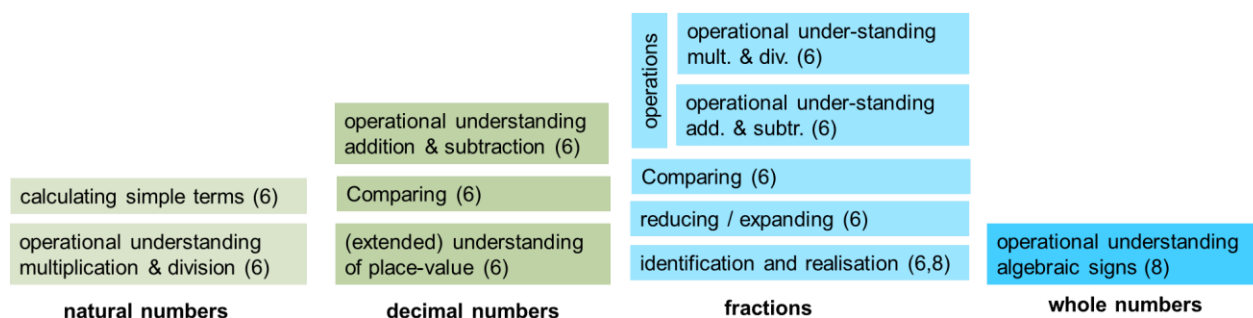 calculating simple terms (6)
operational understanding
multiplication & division (6)
natural numbers
operational understanding
addition & subtraction (6)
Comparing (6)
(extended) understanding
of place-value (6)
decimal numbers
operations
operational under-standing
mult. & div. (6)
operational under-standing
add. & subtr. (6)
Comparing (6)
reducing / expanding (6)
identification and realisation (6,8)
fractions
operational understanding
algebraic signs (8)
whole numbers